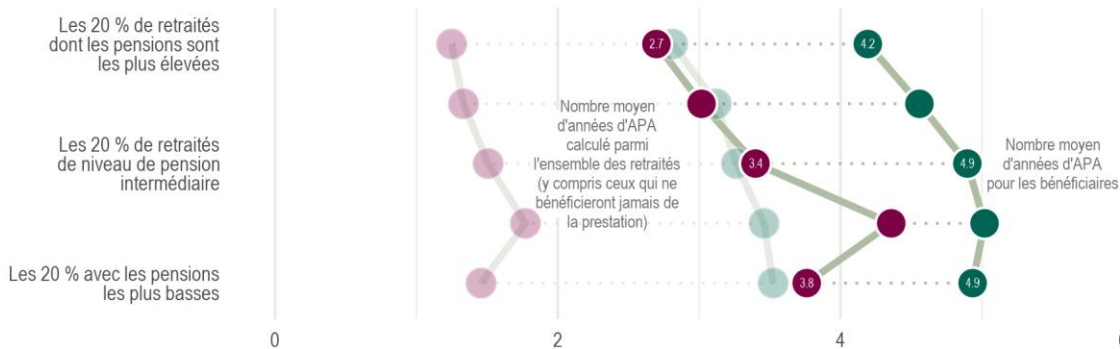 Les 20 % de retraités
dont les pensions sont
les plus élevées
2.7
4.2
Nombre moyen
d'années d'APA
calculé parmi
l'ensemble des retraités
(y compris ceux qui ne
bénéficieront jamais de
la prestation)
Nombre moyen
d'années d'APA
pour les bénéficiaires
Les 20 % de retraités
de niveau de pension
intermédiaire
3.4
4.9
Les 20 % avec les pensions
les plus basses
3.8
4.9
0
2
4